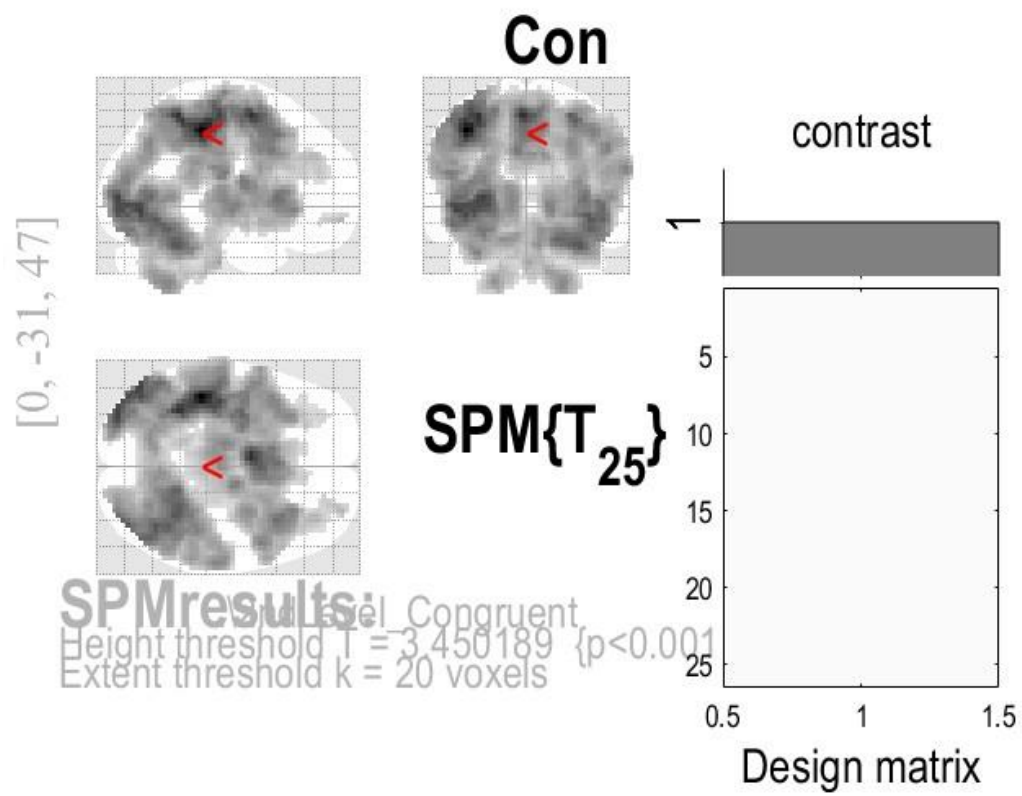 Con
contrast
1
[0, -31, 47]
<
<
<
SPM{T25}
5
10
15
20
25
0.5 1 1.5
Design matrix
SPMresults:
_Congruent
Height threshold T = 3.450189 {p<0.001
Extent threshold k = 20 voxels